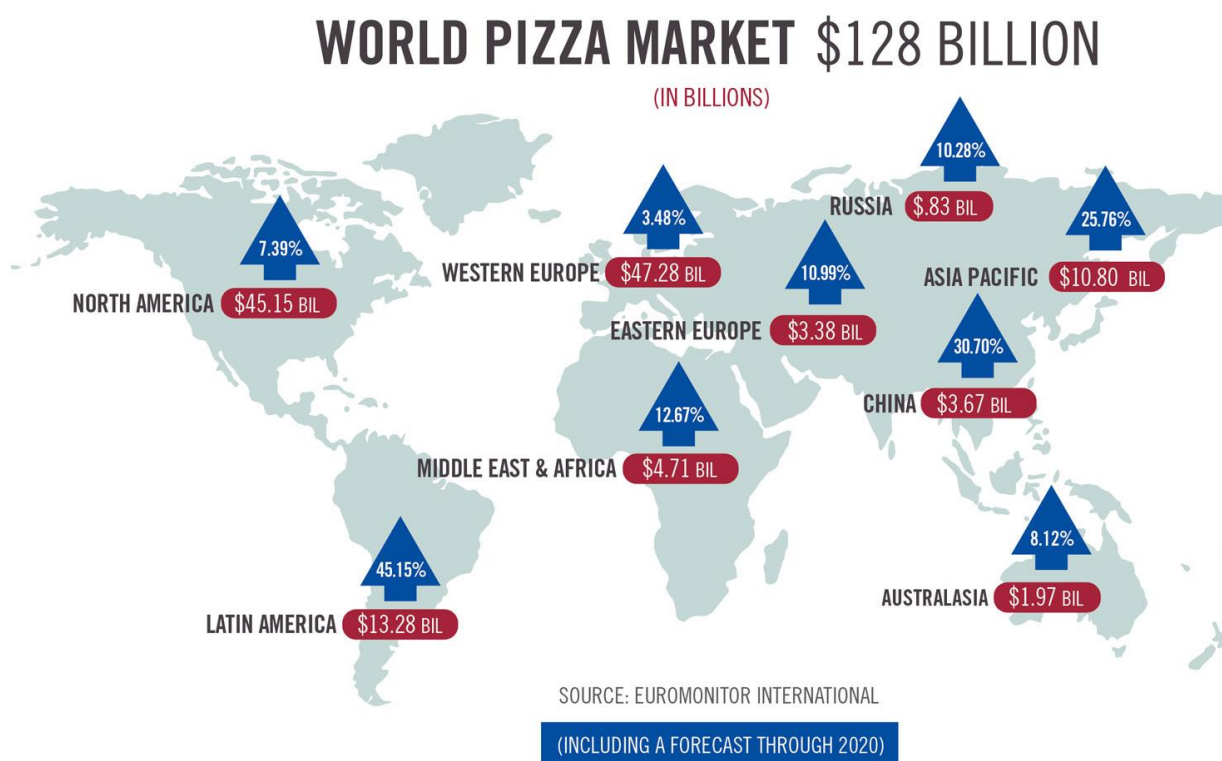 WORLD PIZZA MARKET $128 BILLION
(IN BILLIONS)
10.28%
RUSSIA $.83 BIL
7.39%
NORTH AMERICA $45.15 BIL
3.48%
WESTERN EUROPE $47.28 BIL
10.99%
EASTERN EUROPE $3.38 BIL
25.76%
ASIA PACIFIC $10.80 BIL
30.70%
CHINA $3.67 BIL
12.67%
MIDDLE EAST & AFRICA $4.71 BIL
45.15%
LATIN AMERICA $13.28 BIL
8.12%
AUSTRALASIA $1.97 BIL
SOURCE: EUROMONITOR INTERNATIONAL
(INCLUDING A FORECAST THROUGH 2020)